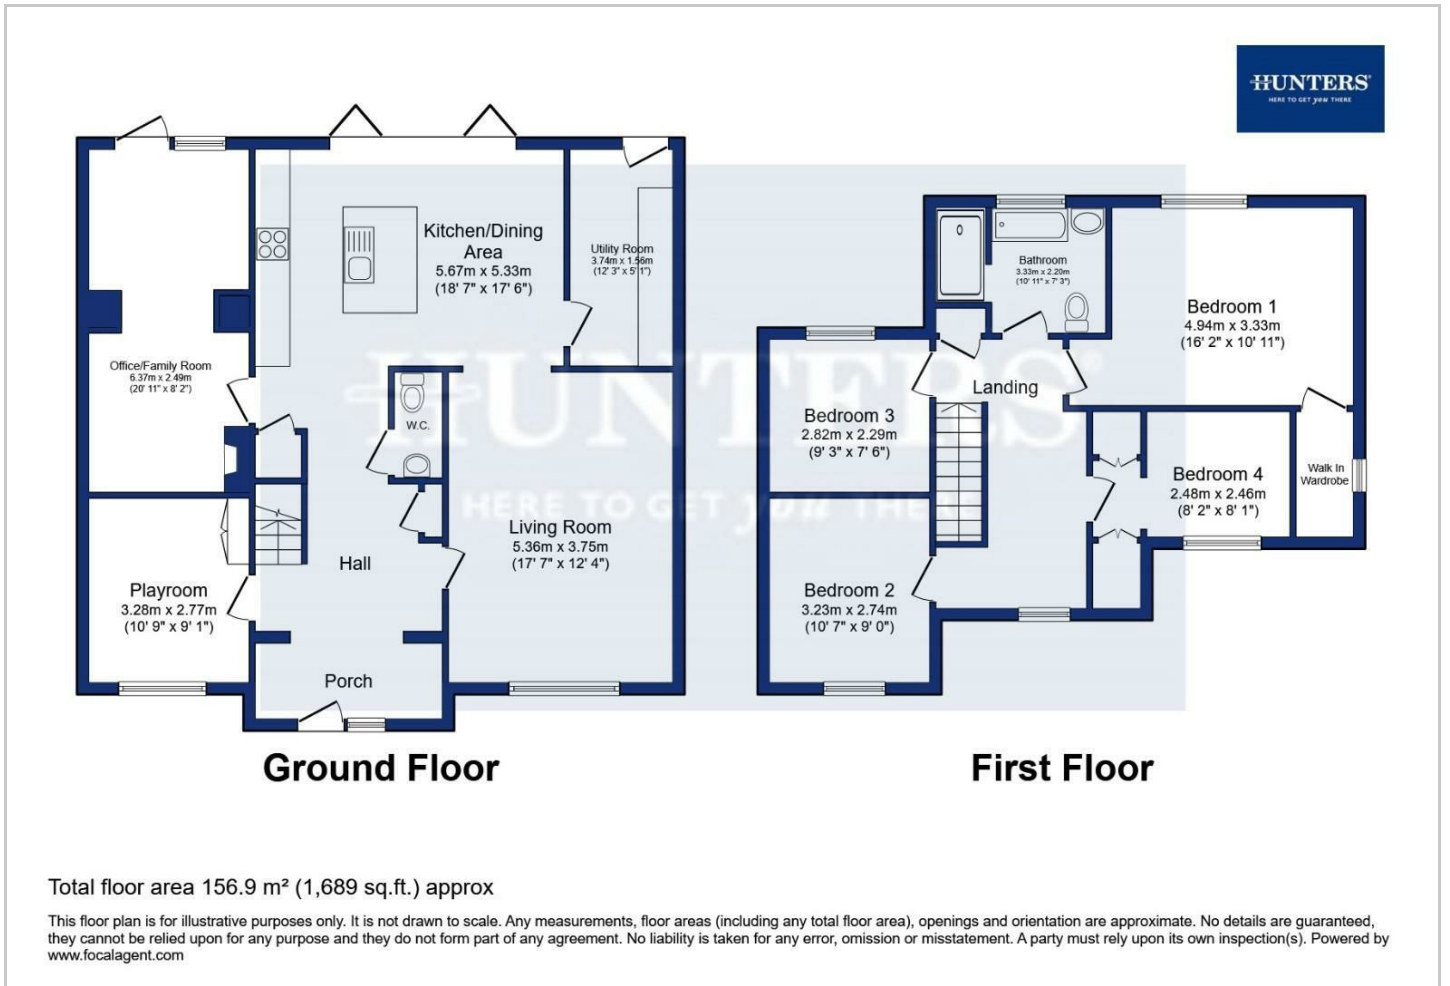 HUNTERS®
HERE TO GET you THERE
Kitchen/Dining
Area
5.67m x 5.33m
(18' 7" x 17' 6")
Utility Room
3.74m x 1.56m
(12' 3" x 5' 1")
Office/Family Room
6.37m x 2.49m
(20' 11" x 8' 2")
W.C.
Living Room
5.36m x 3.75m
(17' 7" x 12' 4")
Hall
Playroom
3.28m x 2.77m
(10' 9" x 9' 1")
Porch
Ground Floor
Bathroom
3.33m x 2.20m
(10' 11" x 7' 3")
Bedroom 1
4.94m x 3.33m
(16' 2" x 10' 11")
Landing
Bedroom 3
2.82m x 2.29m
(9' 3" x 7' 6")
Bedroom 4
2.48m x 2.46m
(8' 2" x 8' 1")
Walk In
Wardrobe
Bedroom 2
3.23m x 2.74m
(10' 7" x 9' 0")
First Floor
HUNTERS®
HERE TO GET you THERE
Total floor area 156.9 m² (1,689 sq.ft.) approx
This floor plan is for illustrative purposes only. It is not drawn to scale. Any measurements, floor areas (including any total floor area), openings and orientation are approximate. No details are guaranteed,
they cannot be relied upon for any purpose and they do not form part of any agreement. No liability is taken for any error, omission or misstatement. A party must rely upon its own inspection(s). Powered by
www.focalagent.com